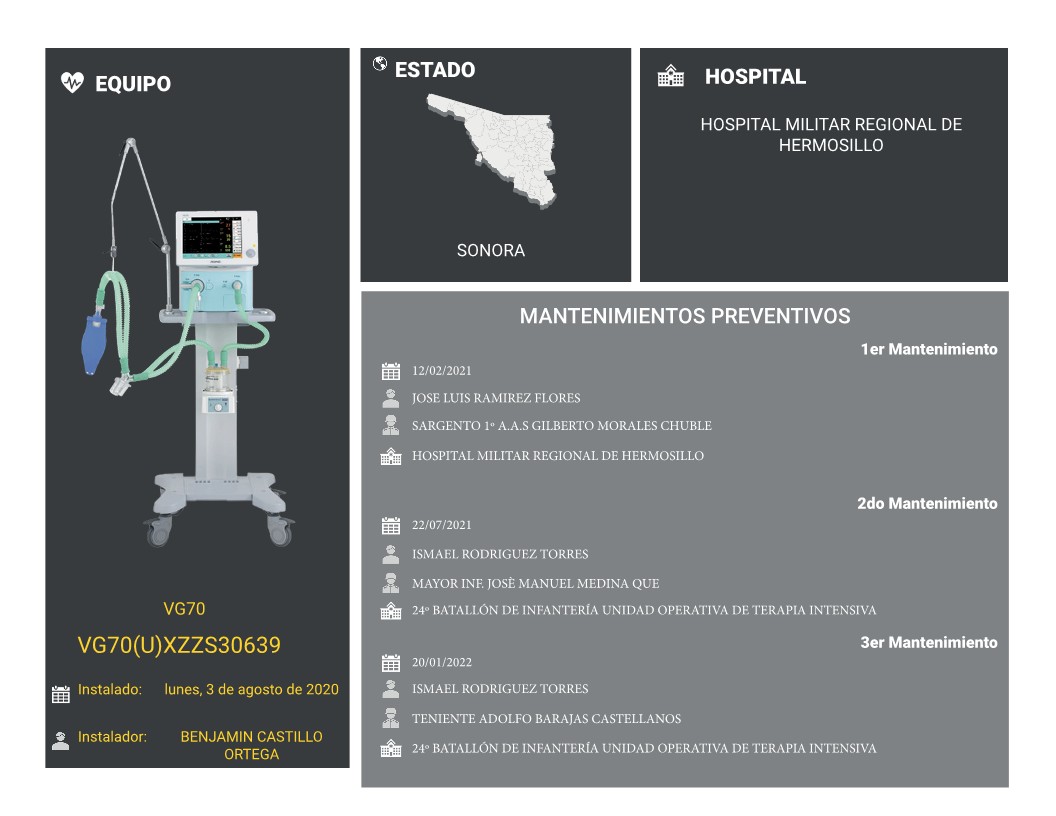 EQUIPO
VG70
VG70(U)XZZS30639
Instalado: lunes, 3 de agosto de 2020
Instalador: BENJAMIN CASTILLO
ORTEGA
ESTADO
SONORA
HOSPITAL
HOSPITAL MILITAR REGIONAL DE
HERMOSILLO
MANTENIMIENTOS PREVENTIVOS
1er Mantenimiento
12/02/2021
JOSE LUIS RAMIREZ FLORES
SARGENTO 1º A.A.S GILBERTO MORALES CHUBLE
HOSPITAL MILITAR REGIONAL DE HERMOSILLO
2do Mantenimiento
22/07/2021
ISMAEL RODRIGUEZ TORRES
MAYOR INF. JOSÈ MANUEL MEDINA QUE
24º BATALLÓN DE INFANTERÍA UNIDAD OPERATIVA DE TERAPIA INTENSIVA
3er Mantenimiento
20/01/2022
ISMAEL RODRIGUEZ TORRES
TENIENTE ADOLFO BARAJAS CASTELLANOS
24º BATALLÓN DE INFANTERÍA UNIDAD OPERATIVA DE TERAPIA INTENSIVA